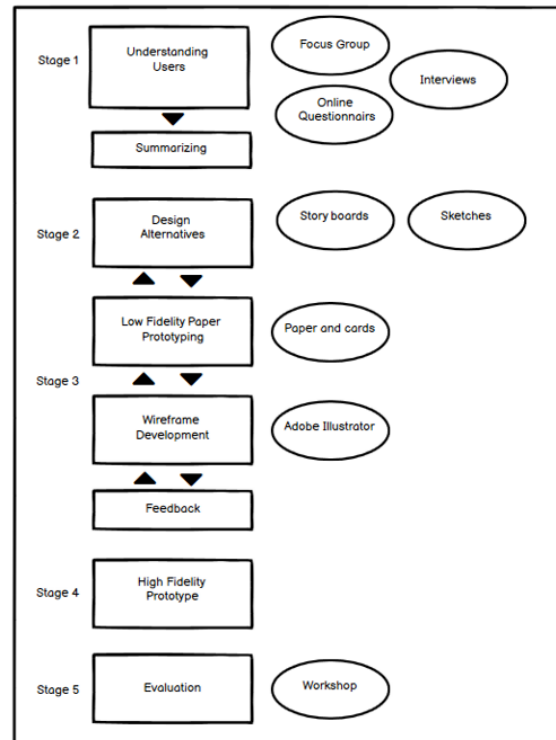 Stage 1
Understanding
Users
Focus Group
Interviews
Online
Questionnairs
Summarizing
Stage 2
Design
Alternatives
Story boards
Sketches
Low Fidelity Paper
Prototyping
Paper and cards
Stage 3
Wireframe
Development
Adobe Illustrator
Feedback
Stage 4
High Fidelity
Prototype
Stage 5
Evaluation
Workshop